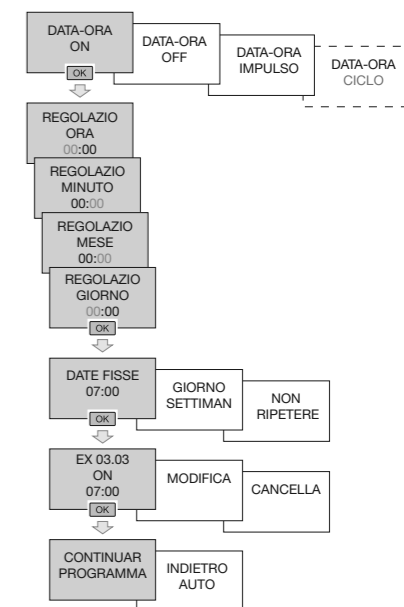 DATA-ORA
ON
OK
DATA-ORA
OFF
DATA-ORA
IMPULSO
DATA-ORA
CICLO
REGOLAZIO
ORA
00:00
REGOLAZIO
MINUTO
00:00
REGOLAZIO
MESE
00:00
REGOLAZIO
GIORNO
00:00
OK
DATE FISSE
07:00
OK
GIORNO
SETTIMAN
NON
RIPETERE
EX 03.03
ON
07:00
OK
MODIFICA
CANCELLA
CONTINUAR
PROGRAMMA
INDIETRO
AUTO